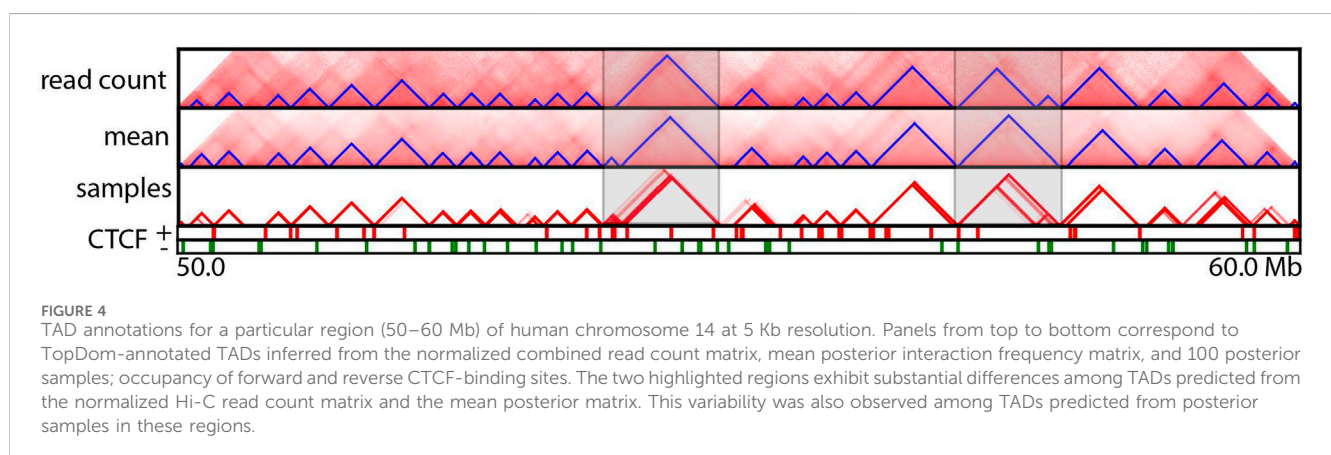 read count
mean
samples
CTCF +
-
50.0 60.0 Mb
FIGURE 4
TAD annotations for a particular region (50–60 Mb) of human chromosome 14 at 5 Kb resolution. Panels from top to bottom correspond to
TopDom-annotated TADs inferred from the normalized combined read count matrix, mean posterior interaction frequency matrix, and 100 posterior
samples; occupancy of forward and reverse CTCF-binding sites. The two highlighted regions exhibit substantial differences among TADs predicted from
the normalized Hi-C read count matrix and the mean posterior matrix. This variability was also observed among TADs predicted from posterior
samples in these regions.